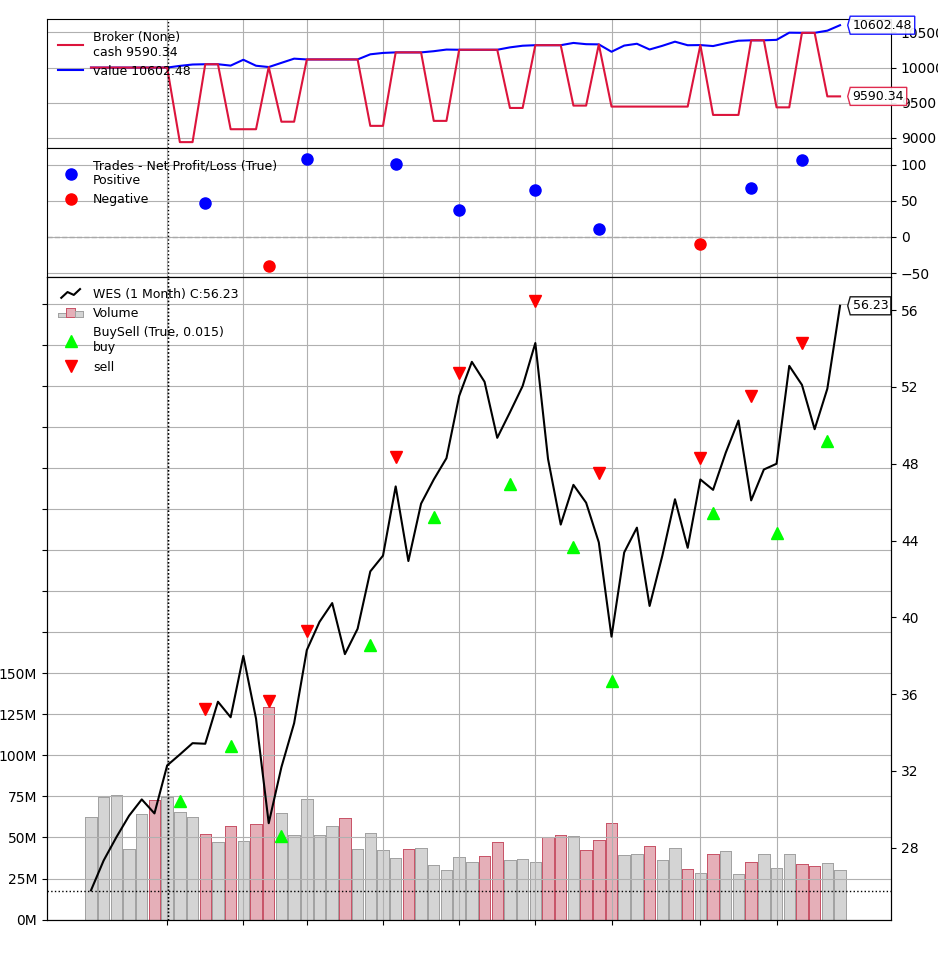 Broker (None)
cash 9590.34
value 10602.48
10602.48
10500
10000
9590.34
9500
9000
Trades - Net Profit/Loss (True)
Positive
Negative
100
50
0
−50
WES (1 Month) C:56.23
Volume
BuySell (True, 0.015)
buy
sell
56.23
56
52
48
44
40
36
32
28
150M
125M
100M
75M
50M
25M
0M